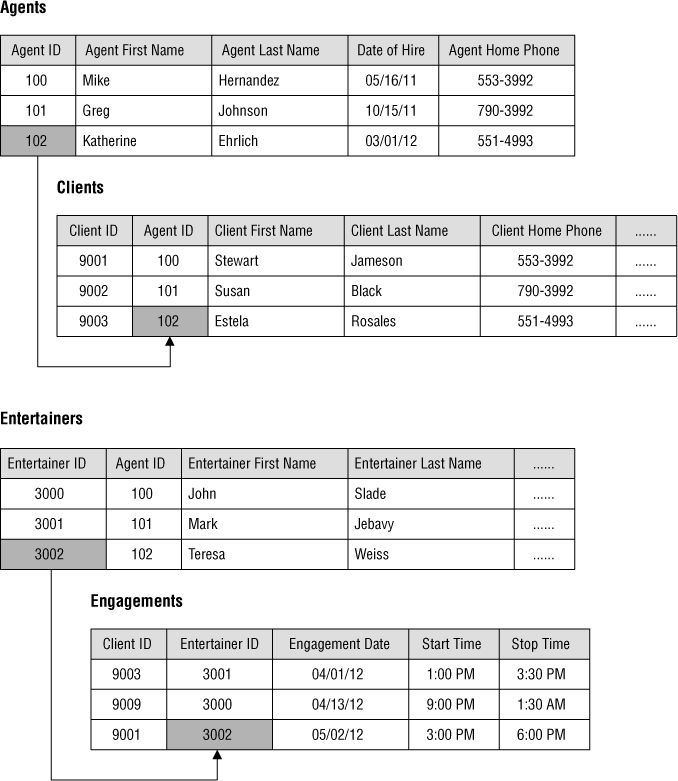 Agents
Agent ID Agent First Name Agent Last Name Date of Hire Agent Home Phone
100 Mike Hernandez 05/16/11 553-3992
101 Greg Johnson 10/15/11 790-3992
102 Katherine Ehrlich 03/01/12 551-4993
Clients
Client ID Agent ID Client First Name Client Last Name Client Home Phone ......
9001 100 Stewart Jameson 553-3992 ......
9002 101 Susan Black 790-3992 ......
9003 102 Estela Rosales 551-4993 ......
Entertainers
Entertainer ID Agent ID Entertainer First Name Entertainer Last Name ......
3000 100 John Slade ......
3001 101 Mark Jebavy ......
3002 102 Teresa Weiss ......
Engagements
Client ID Entertainer ID Engagement Date Start Time Stop Time
9003 3001 04/01/12 1:00 PM 3:30 PM
9009 3000 04/13/12 9:00 PM 1:30 AM
9001 3002 05/02/12 3:00 PM 6:00 PM